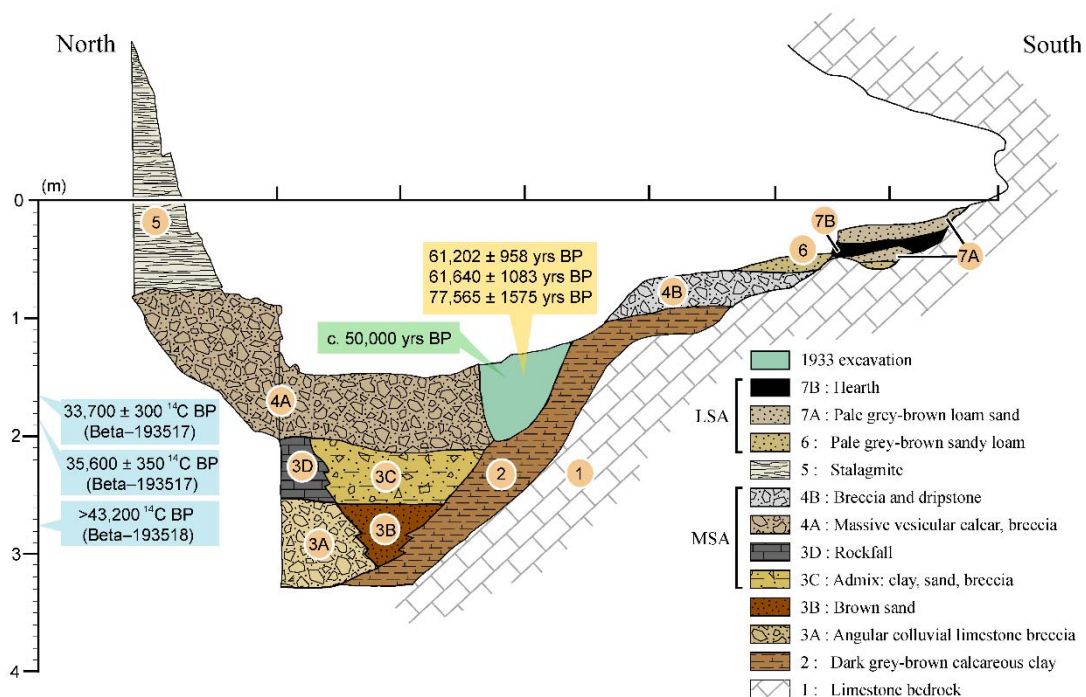 North
South
0
(m)
1
2
3
4
5
7B
6
7A
61,202 ± 958 yrs BP
61,640 ± 1083 yrs BP
77,565 ± 1575 yrs BP
c. 50,000 yrs BP
4B
4A
33,700 ± 300 ¹⁴C BP
(Beta–193517)
35,600 ± 350 ¹⁴C BP
(Beta–193517)
>43,200 ¹⁴C BP
(Beta–193518)
3D
3C
2
1
3A
3B
1933 excavation
LSA
7B : Hearth
7A : Pale grey-brown loam sand
6 : Pale grey-brown sandy loam
5 : Stalagmite
MSA
4B : Breccia and dripstone
4A : Massive vesicular calcar, breccia
3D : Rockfall
3C : Admix: clay, sand, breccia
3B : Brown sand
3A : Angular colluvial limestone breccia
2 : Dark grey-brown calcareous clay
1 : Limestone bedrock